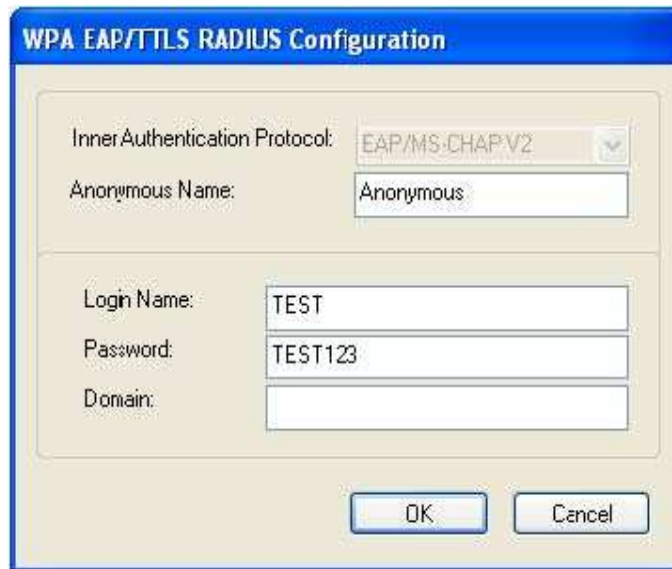 WPA EAP/TTLS RADIUS Configuration
Inner Authentication Protocol: EAP/MS-CHAP V2
Anonymous Name: Anonymous
Login Name: TEST
Password: TEST123
Domain:
OK Cancel